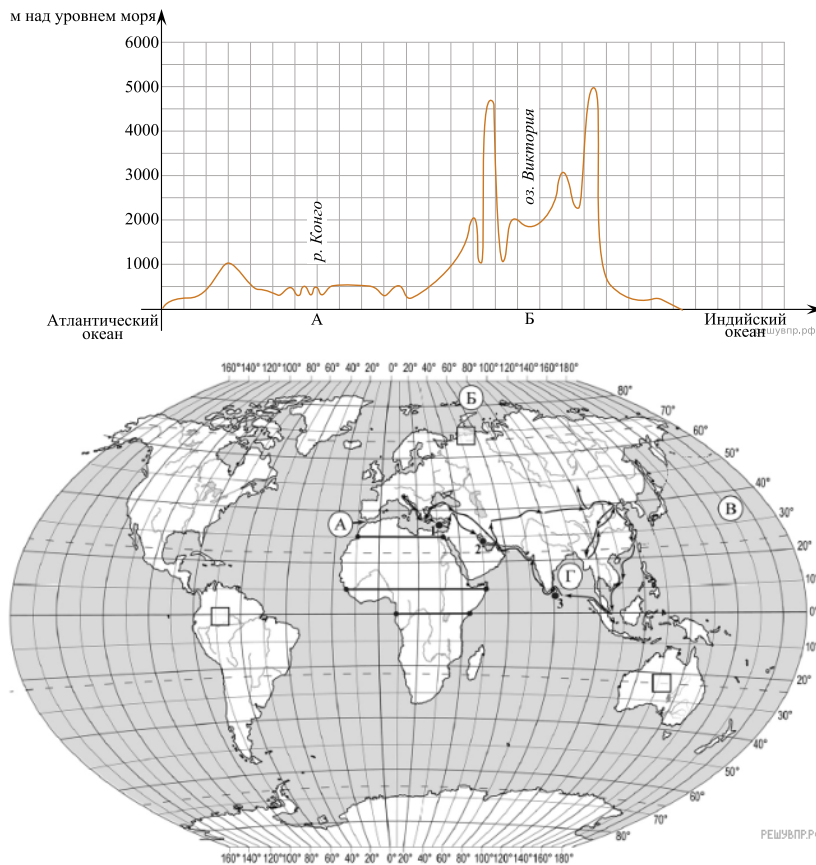 м над уровнем моря
6000
5000
4000
3000
2000
1000
р. Конго
оз. Виктория
Атлантический
океан
А
Б
Индийский
океан
решувпр.рф
160°140° 120°100° 80° 60° 40° 20° 0° 20° 40° 60° 80° 100° 120° 140° 160° 180°
80°
70°
60°
50°
40°
30°
20°
10°
0°
10°
20°
30°
40°
50°
60°
70°
80°
Б
А
В
Г
1
2
3
РЕШУВПР.РФ
160°140°120°100° 80° 60° 40° 20° 0° 20° 40° 60° 80° 100° 120° 140° 160° 180°